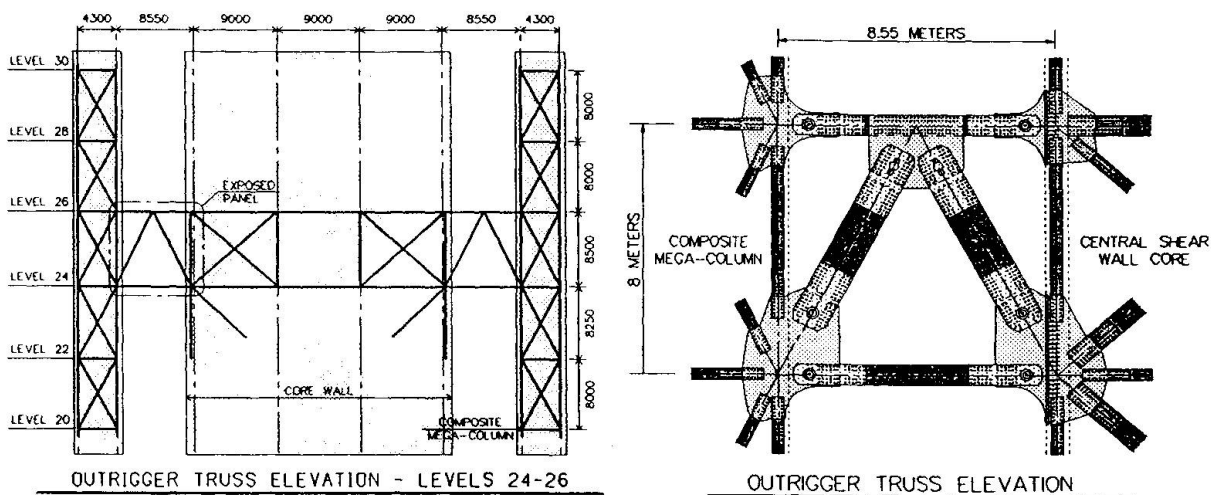 4300 8550 9000 9000 9000 8550 4300
LEVEL 30
LEVEL 28
LEVEL 26
LEVEL 24
LEVEL 22
LEVEL 20
EXPOSED
PANEL
CORE WALL
COMPOSITE
MEGA-COLUMN
8000
8000
8500
8250
8000
OUTRIGGER TRUSS ELEVATION - LEVELS 24-26
8.55 METERS
8 METERS
COMPOSITE
MEGA-COLUMN
CENTRAL SHEAR
WALL CORE
OUTRIGGER TRUSS ELEVATION